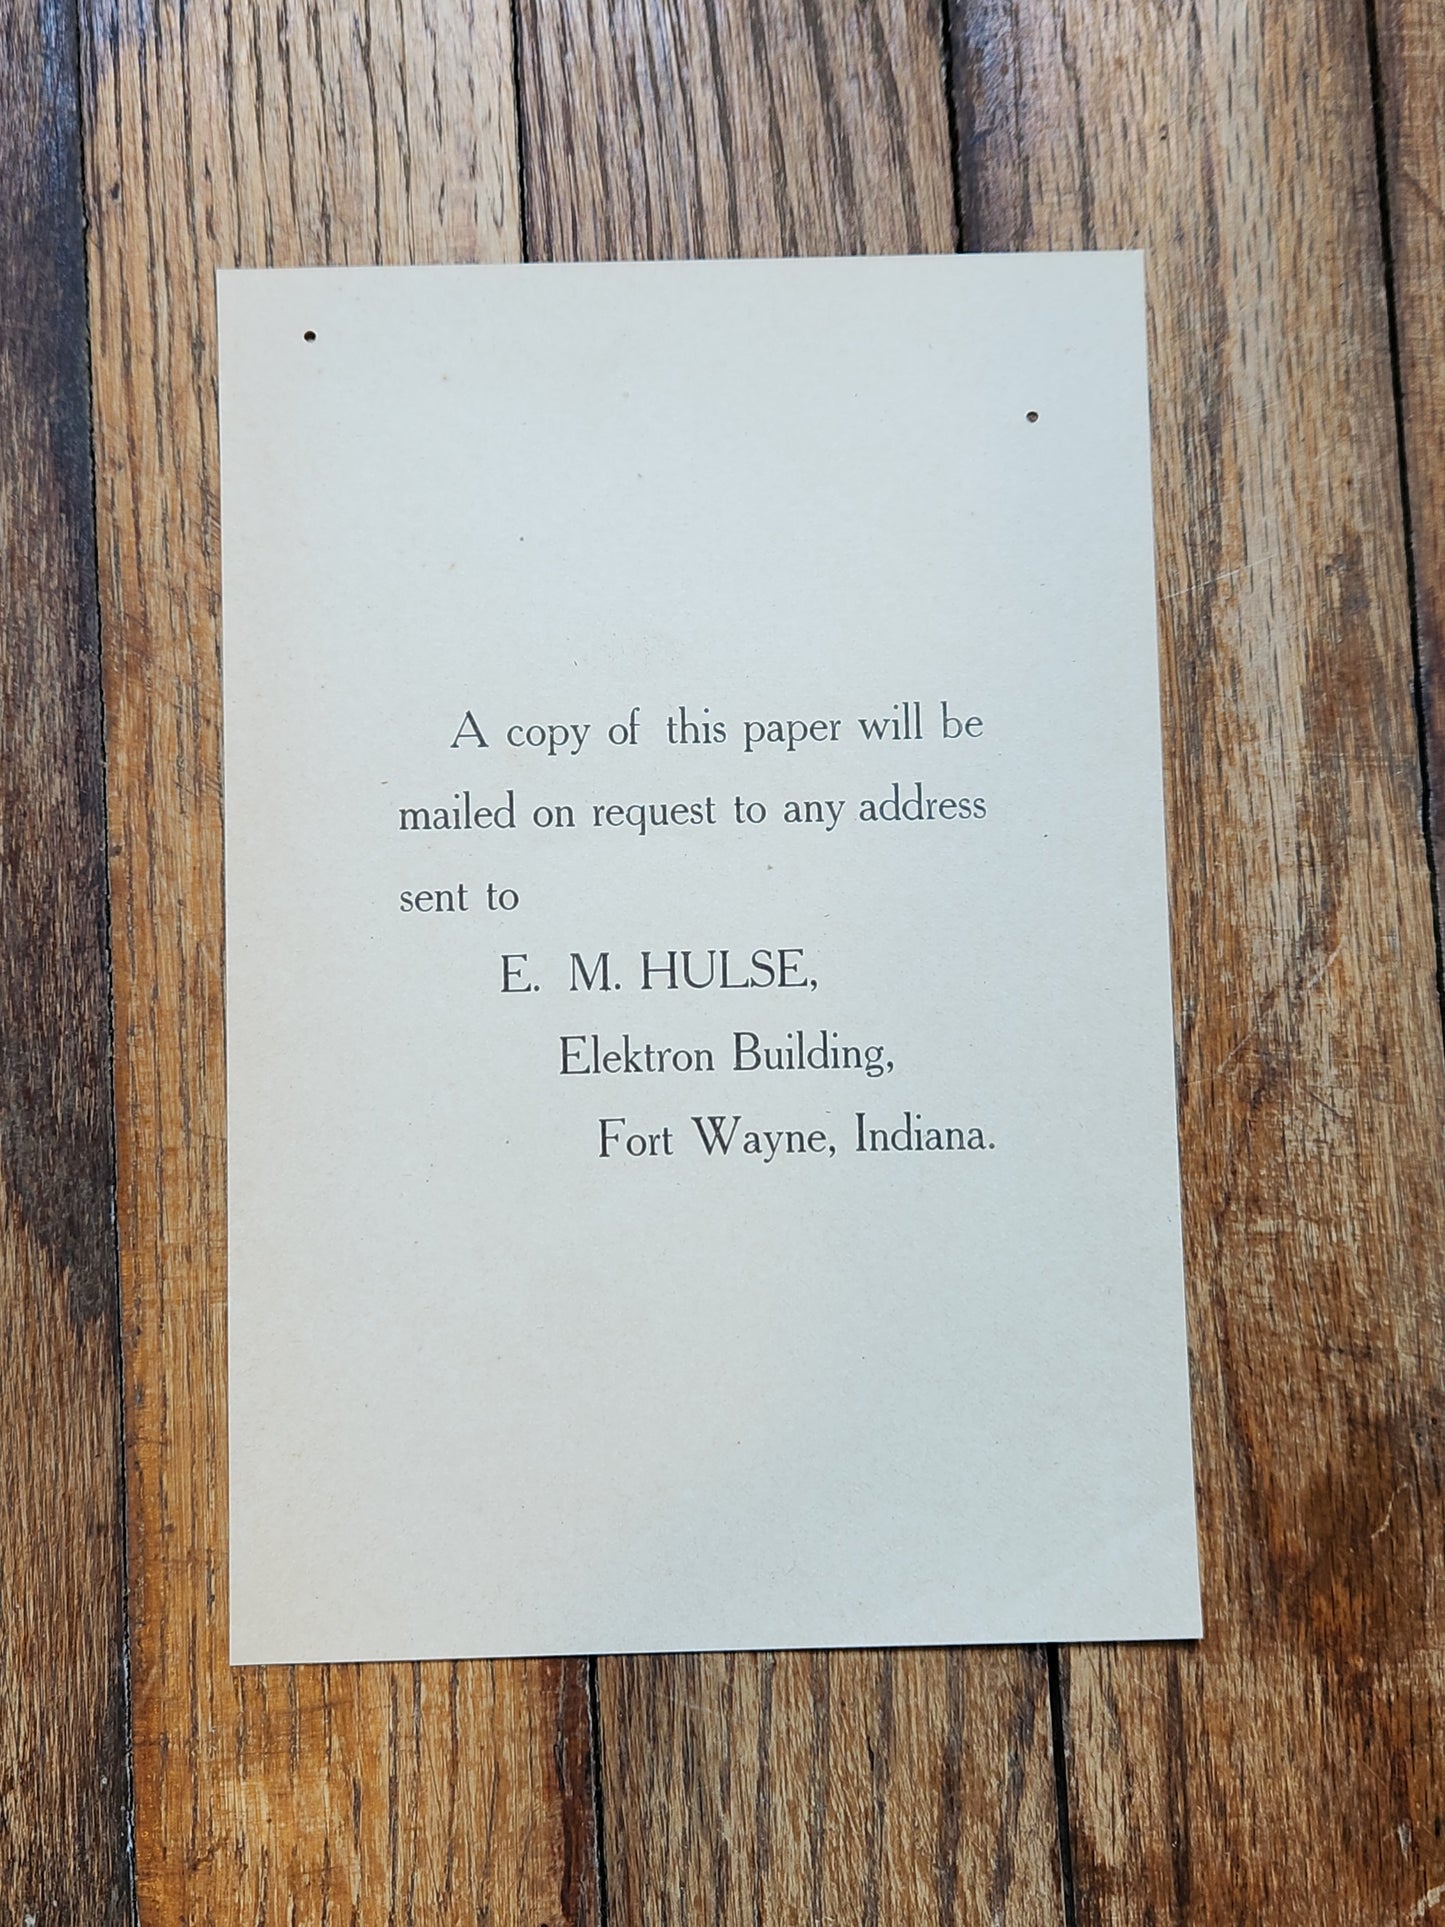 A copy of this paper will be
mailed on request to any address
sent to
E. M. HULSE,
Elektron Building,
Fort Wayne, Indiana.